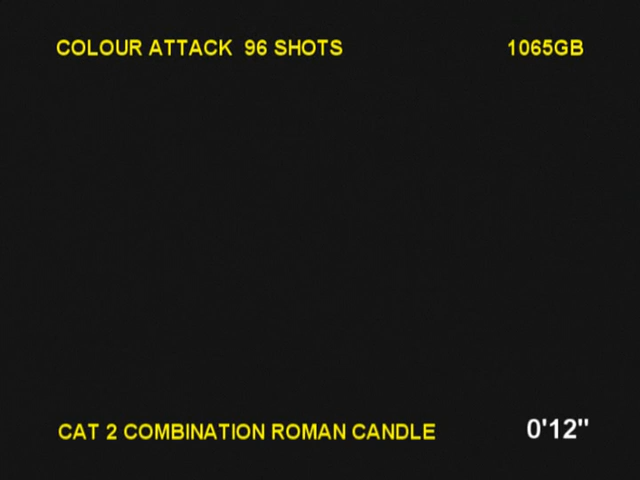 COLOUR ATTACK  96 SHOTS
1065GB
CAT 2 COMBINATION ROMAN CANDLE
0'12"